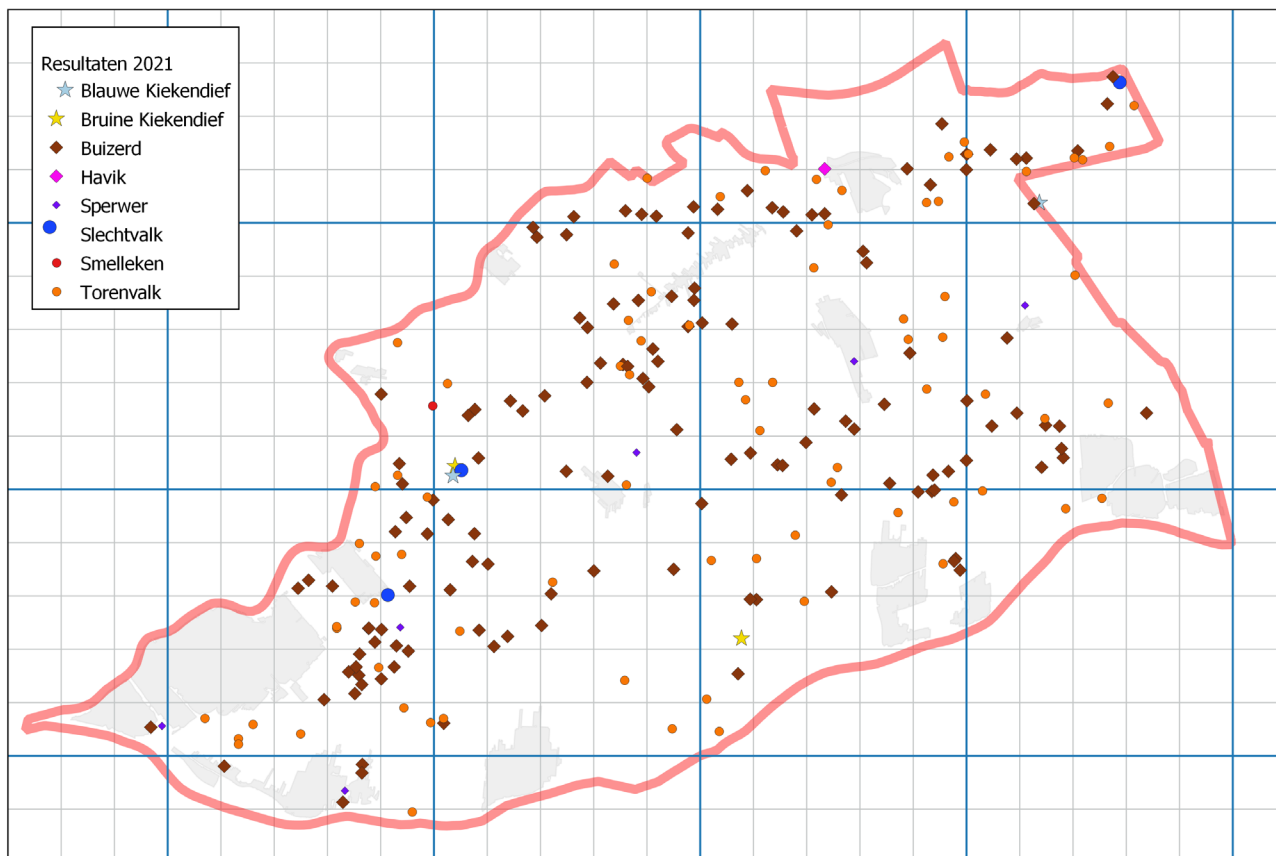 Resultaten 2021
Blauwe Kiekendief
Bruine Kiekendief
Buizerd
Havik
Sperwer
Slechtvalk
Smelleken
Torenvalk